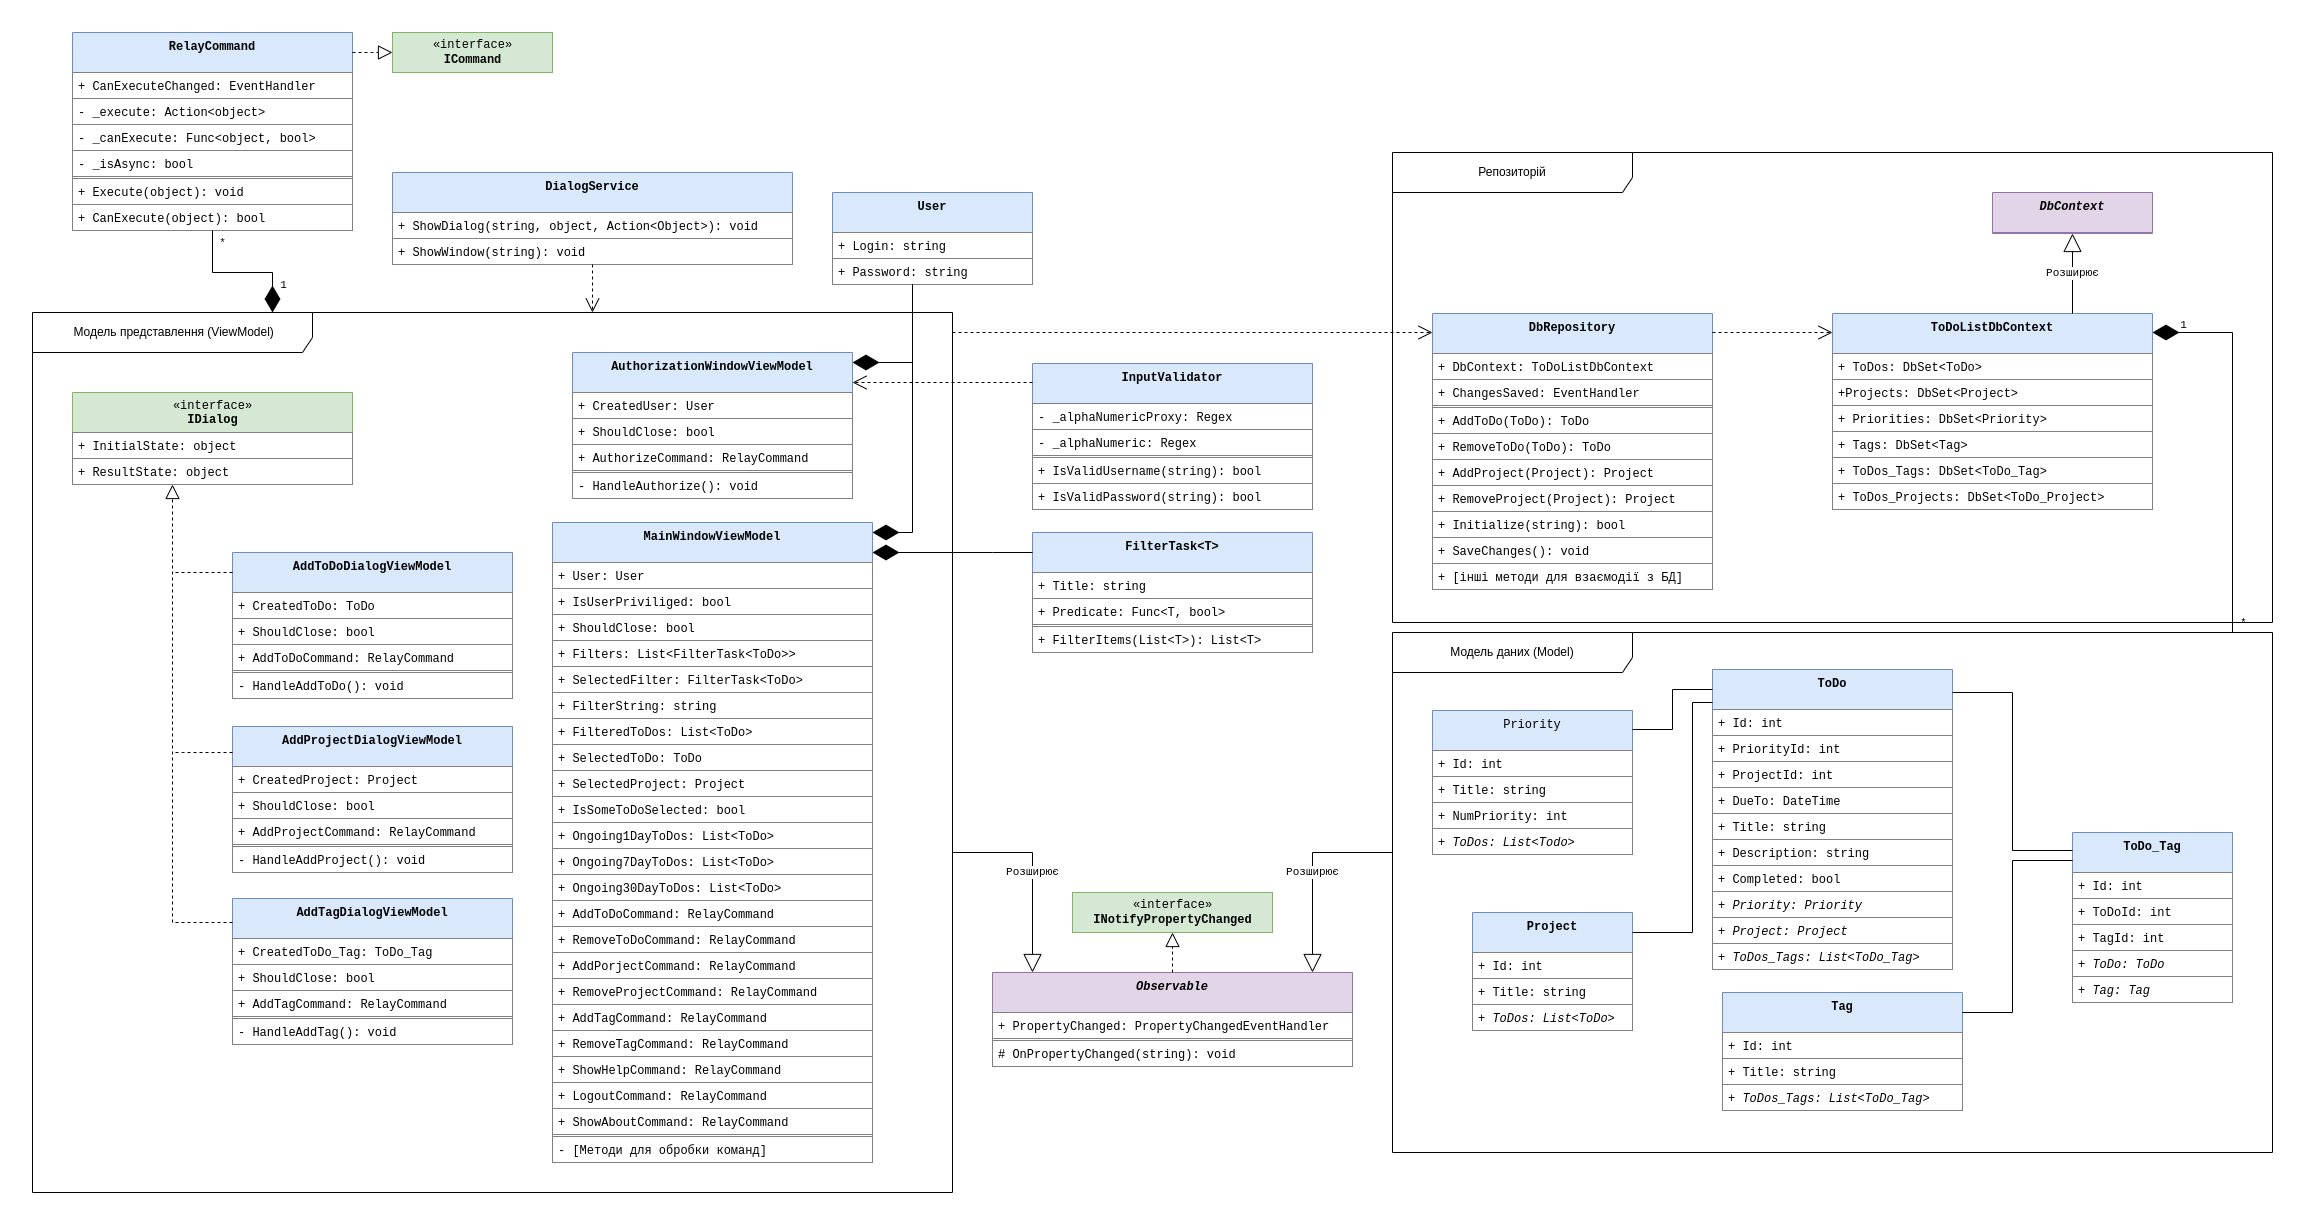 RelayCommand
+ CanExecuteChanged: EventHandler
- _execute: Action<object>
- _canExecute: Func<object, bool>
- _isAsync: bool
+ Execute(object): void
+ CanExecute(object): bool
*
1
«interface»
ICommand
DialogService
+ ShowDialog(string, object, Action<Object>): void
+ ShowWindow(string): void
User
+ Login: string
+ Password: string
Модель представлення (ViewModel)
«interface»
IDialog
+ InitialState: object
+ ResultState: object
AddToDoDialogViewModel
+ CreatedToDo: ToDo
+ ShouldClose: bool
+ AddToDoCommand: RelayCommand
- HandleAddToDo(): void
AddProjectDialogViewModel
+ CreatedProject: Project
+ ShouldClose: bool
+ AddProjectCommand: RelayCommand
- HandleAddProject(): void
AddTagDialogViewModel
+ CreatedToDo_Tag: ToDo_Tag
+ ShouldClose: bool
+ AddTagCommand: RelayCommand
- HandleAddTag(): void
AuthorizationWindowViewModel
+ CreatedUser: User
+ ShouldClose: bool
+ AuthorizeCommand: RelayCommand
- HandleAuthorize(): void
MainWindowViewModel
+ User: User
+ IsUserPriviliged: bool
+ ShouldClose: bool
+ Filters: List<FilterTask<ToDo>>
+ SelectedFilter: FilterTask<ToDo>
+ FilterString: string
+ FilteredToDos: List<ToDo>
+ SelectedToDo: ToDo
+ SelectedProject: Project
+ IsSomeToDoSelected: bool
+ Ongoing1DayToDos: List<ToDo>
+ Ongoing7DayToDos: List<ToDo>
+ Ongoing30DayToDos: List<ToDo>
+ AddToDoCommand: RelayCommand
+ RemoveToDoCommand: RelayCommand
+ AddPorjectCommand: RelayCommand
+ RemoveProjectCommand: RelayCommand
+ AddTagCommand: RelayCommand
+ RemoveTagCommand: RelayCommand
+ ShowHelpCommand: RelayCommand
+ LogoutCommand: RelayCommand
+ ShowAboutCommand: RelayCommand
- [Методи для обробки команд]
InputValidator
- _alphaNumericProxy: Regex
- _alphaNumeric: Regex
+ IsValidUsername(string): bool
+ IsValidPassword(string): bool
FilterTask<T>
+ Title: string
+ Predicate: Func<T, bool>
+ FilterItems(List<T>): List<T>
Розширює
Розширює
«interface»
INotifyPropertyChanged
Observable
+ PropertyChanged: PropertyChangedEventHandler
# OnPropertyChanged(string): void
Репозиторій
DbContext
Розширює
DbRepository
+ DbContext: ToDoListDbContext
+ ChangesSaved: EventHandler
+ AddToDo(ToDo): ToDo
+ RemoveToDo(ToDo): ToDo
+ AddProject(Project): Project
+ RemoveProject(Project): Project
+ Initialize(string): bool
+ SaveChanges(): void
+ [інші методи для взаємодії з БД]
ToDoListDbContext
+ ToDos: DbSet<ToDo>
+Projects: DbSet<Project>
+ Priorities: DbSet<Priority>
+ Tags: DbSet<Tag>
+ ToDos_Tags: DbSet<ToDo_Tag>
+ ToDos_Projects: DbSet<ToDo_Project>
1
*
Модель даних (Model)
Priority
+ Id: int
+ Title: string
+ NumPriority: int
+ ToDos: List<Todo>
Project
+ Id: int
+ Title: string
+ ToDos: List<ToDo>
ToDo
+ Id: int
+ PriorityId: int
+ ProjectId: int
+ DueTo: DateTime
+ Title: string
+ Description: string
+ Completed: bool
+ Priority: Priority
+ Project: Project
+ ToDos_Tags: List<ToDo_Tag>
Tag
+ Id: int
+ Title: string
+ ToDos_Tags: List<ToDo_Tag>
ToDo_Tag
+ Id: int
+ ToDoId: int
+ TagId: int
+ ToDo: ToDo
+ Tag: Tag